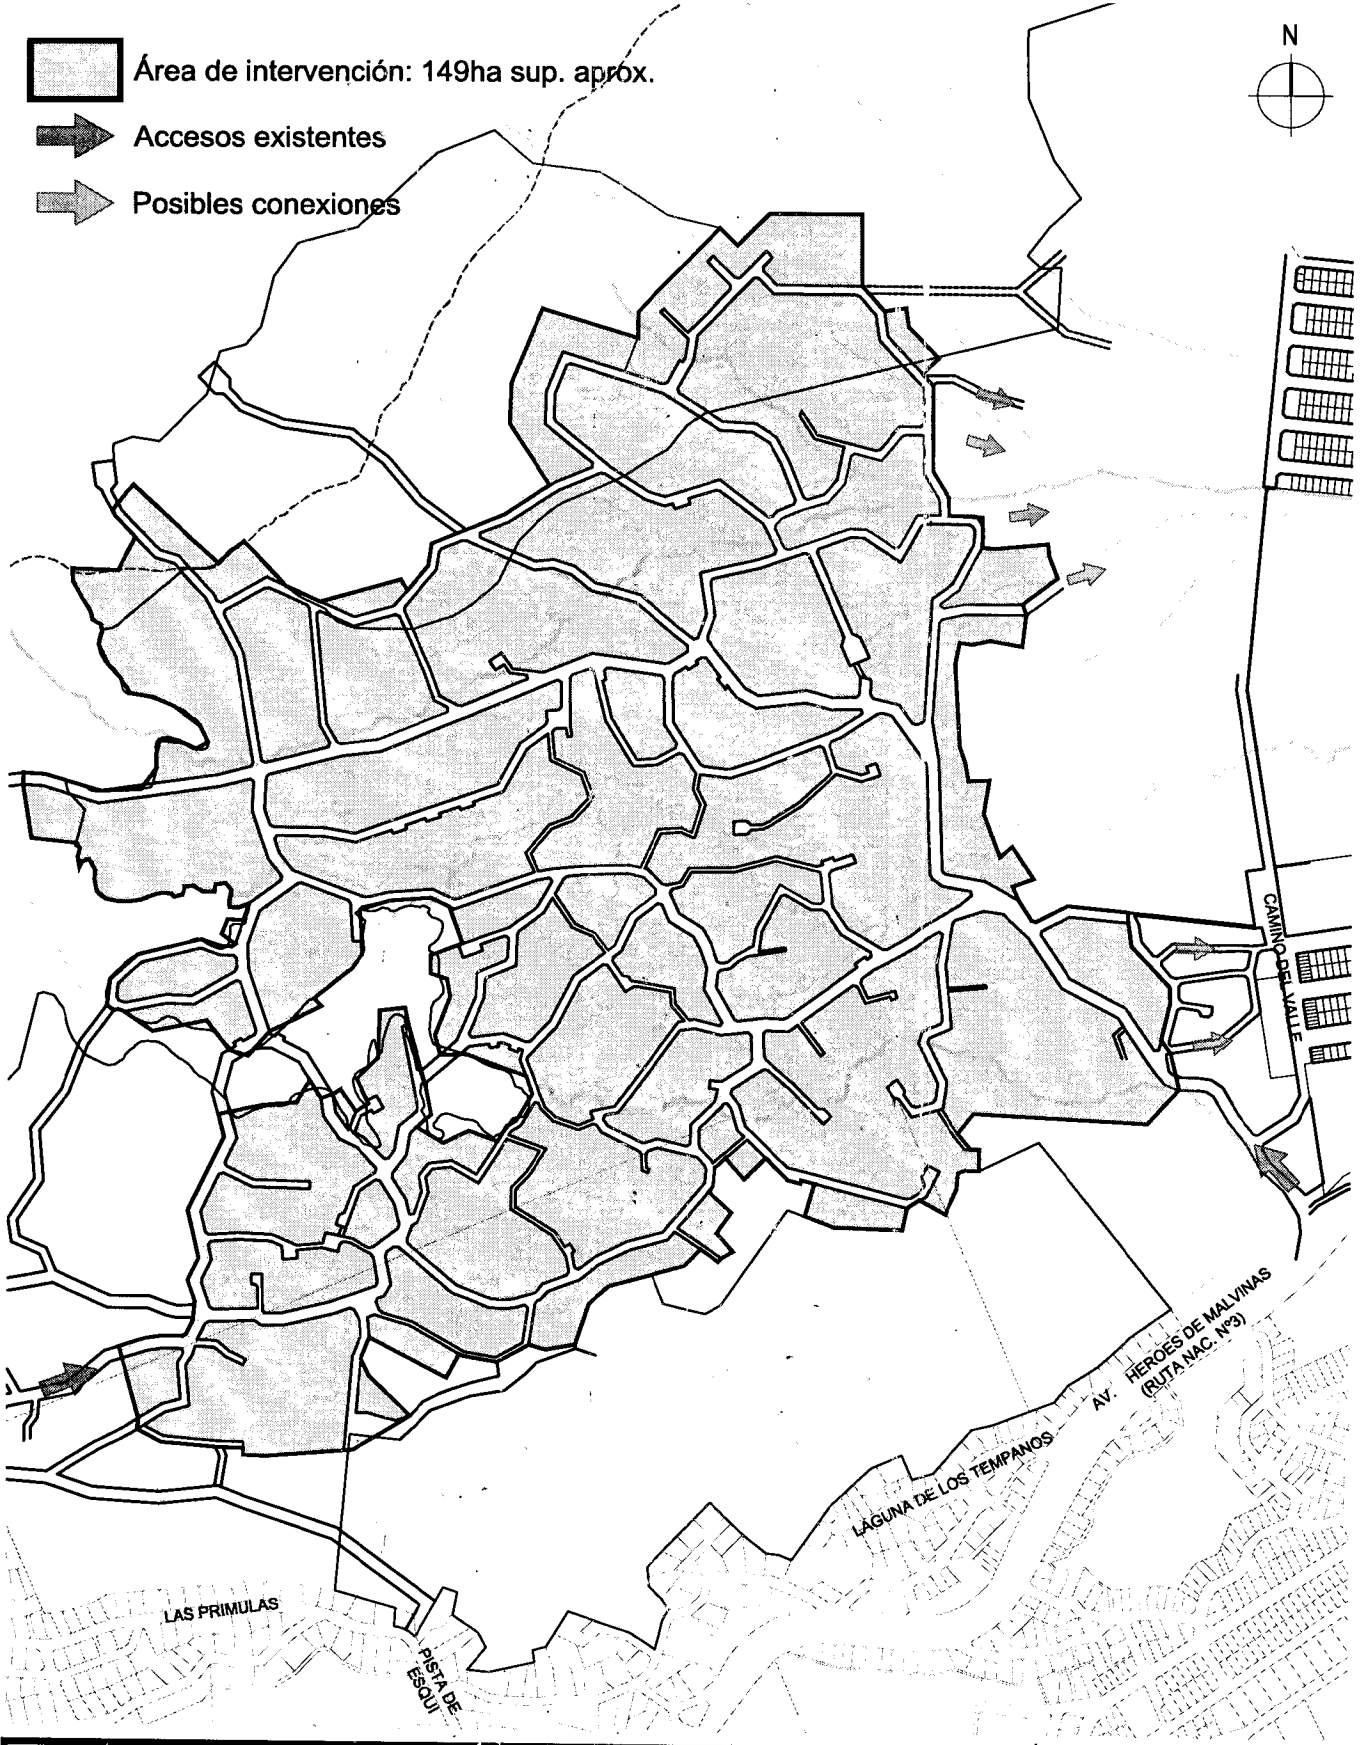 Área de intervención: 149ha sup. aprox.
Accesos existentes
Posibles conexiones
N
CAMINO DEL VALLE
AV. HEROES DE MALVINAS
(RUTA NAC. Nº3)
LAGUNA DE LOS TEMPANOS
LAS PRIMULAS
PISTA DE
ESQUI